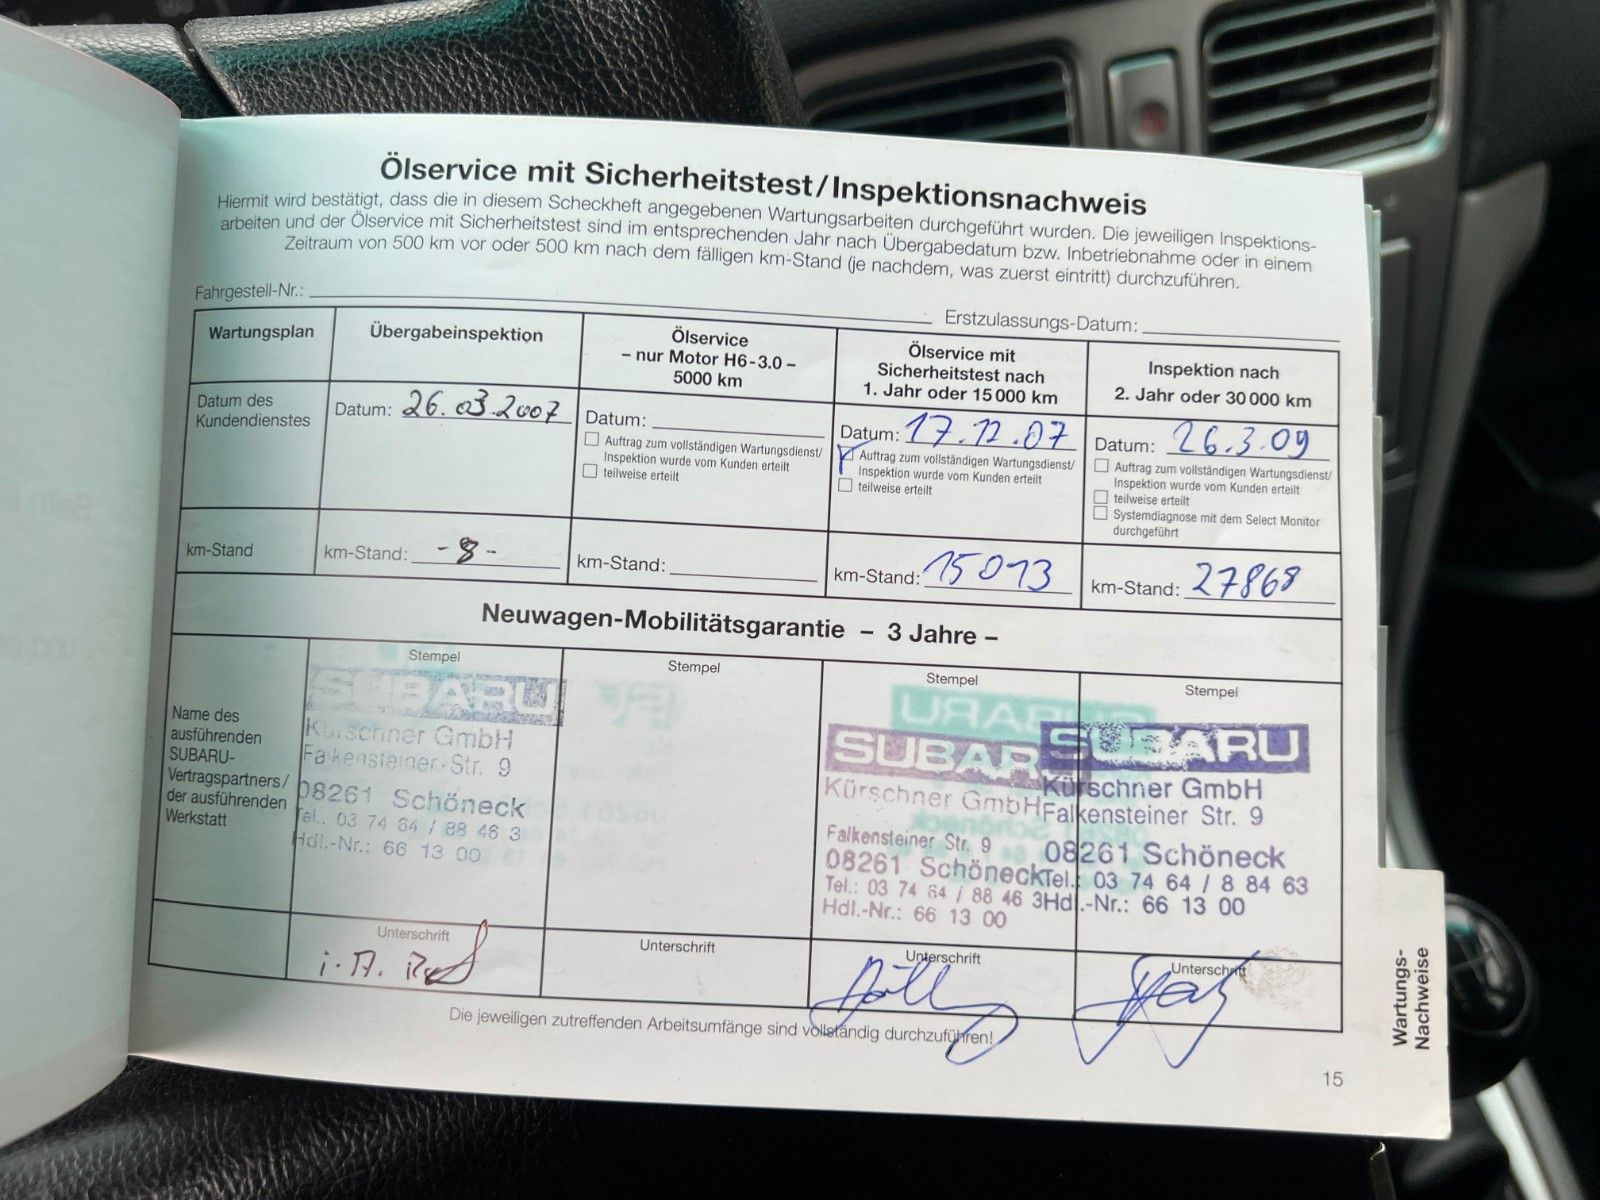 Ölservice mit Sicherheitstest/Inspektionsnachweis
Hiermit wird bestätigt, dass die in diesem Scheckheft angegebenen Wartungsarbeiten durchgeführt wurden. Die jeweiligen Inspektions-
arbeiten und der Ölservice mit Sicherheitstest sind im entsprechenden Jahr nach Übergabedatum bzw. Inbetriebnahme oder in einem
Zeitraum von 500 km vor oder 500 km nach dem fälligen km-Stand (je nachdem, was zuerst eintritt) durchzuführen.
Fahrgestell-Nr.:
Erstzulassungs-Datum:
Wartungsplan
Übergabeinspektion
Ölservice
– nur Motor H6-3.0 –
5000 km
Ölservice mit
Sicherheitstest nach
1. Jahr oder 15 000 km
Inspektion nach
2. Jahr oder 30 000 km
Datum des
Kundendienstes
Datum: 26.03.2007
Datum:
Auftrag zum vollständigen Wartungsdienst/
Inspektion wurde vom Kunden erteilt
teilweise erteilt
Datum: 17.12.07
Auftrag zum vollständigen Wartungsdienst/
Inspektion wurde vom Kunden erteilt
teilweise erteilt
Datum: 26.3.09
Auftrag zum vollständigen Wartungsdienst/
Inspektion wurde vom Kunden erteilt
teilweise erteilt
Systemdiagnose mit dem Select Monitor
durchgeführt
km-Stand
km-Stand: -8-
km-Stand:
km-Stand: 15013
km-Stand: 27868
Neuwagen-Mobilitätsgarantie – 3 Jahre –
Name des
ausführenden
SUBARU-
Vertragspartners/
der ausführenden
Werkstatt
Stempel
SUBARU
Kürschner GmbH
Falkensteiner Str. 9
08261 Schöneck
Tel.: 03 74 64 / 88 46 3
Hdl.-Nr.: 66 13 00
Stempel
Stempel
SUBARU
Kürschner GmbH
Falkensteiner Str. 9
08261 Schöneck
Tel.: 03 74 64 / 88 46 3
Hdl.-Nr.: 66 13 00
Stempel
SUBARU
Kürschner GmbH
Falkensteiner Str. 9
08261 Schöneck
Tel.: 03 74 64 / 8 84 63
Hdl.-Nr.: 66 13 00
Unterschrift
i.A.
Unterschrift
Unterschrift
Unterschrift
Die jeweiligen zutreffenden Arbeitsumfänge sind vollständig durchzuführen!
15
Wartungs-
Nachweise